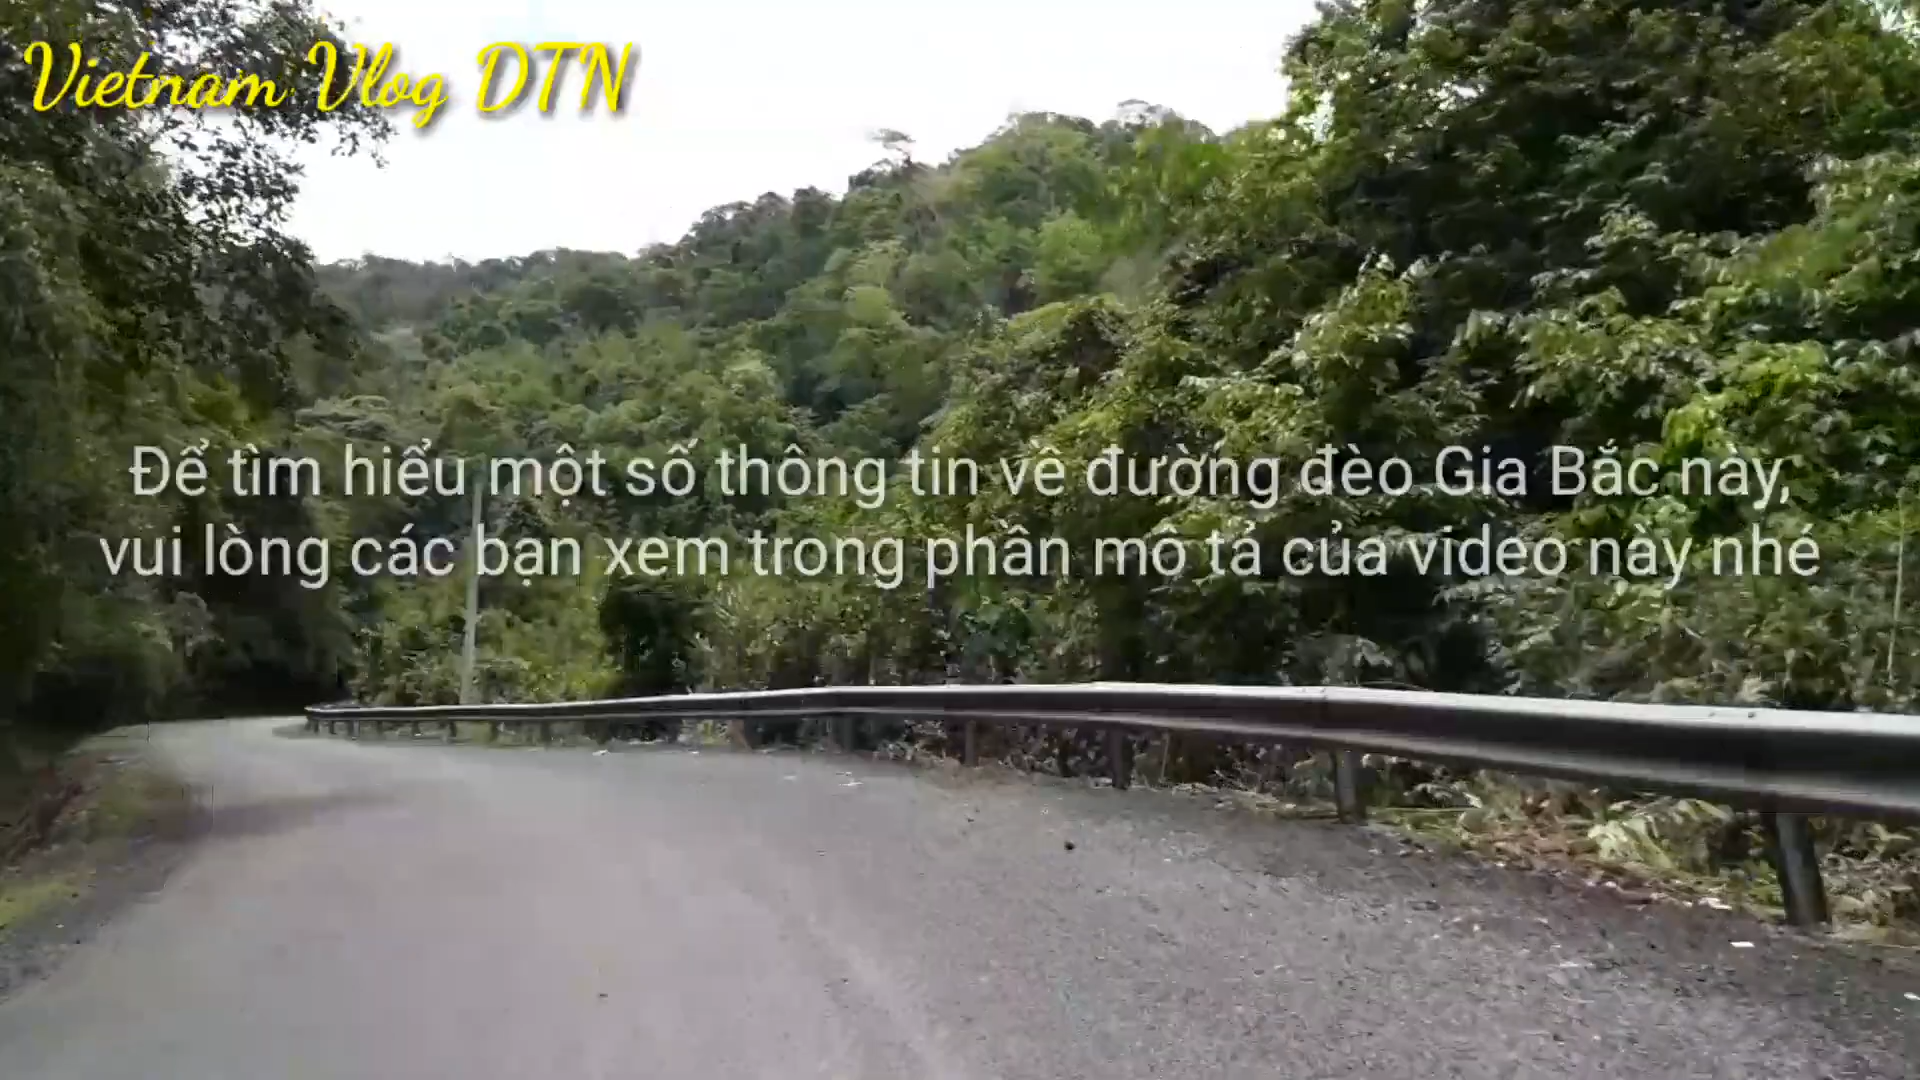 Vietnam Vlog DTN
Để tìm hiểu một số thông tin về đường đèo Gia Bắc này,
vui lòng các bạn xem trong phần mô tả của video này nhé